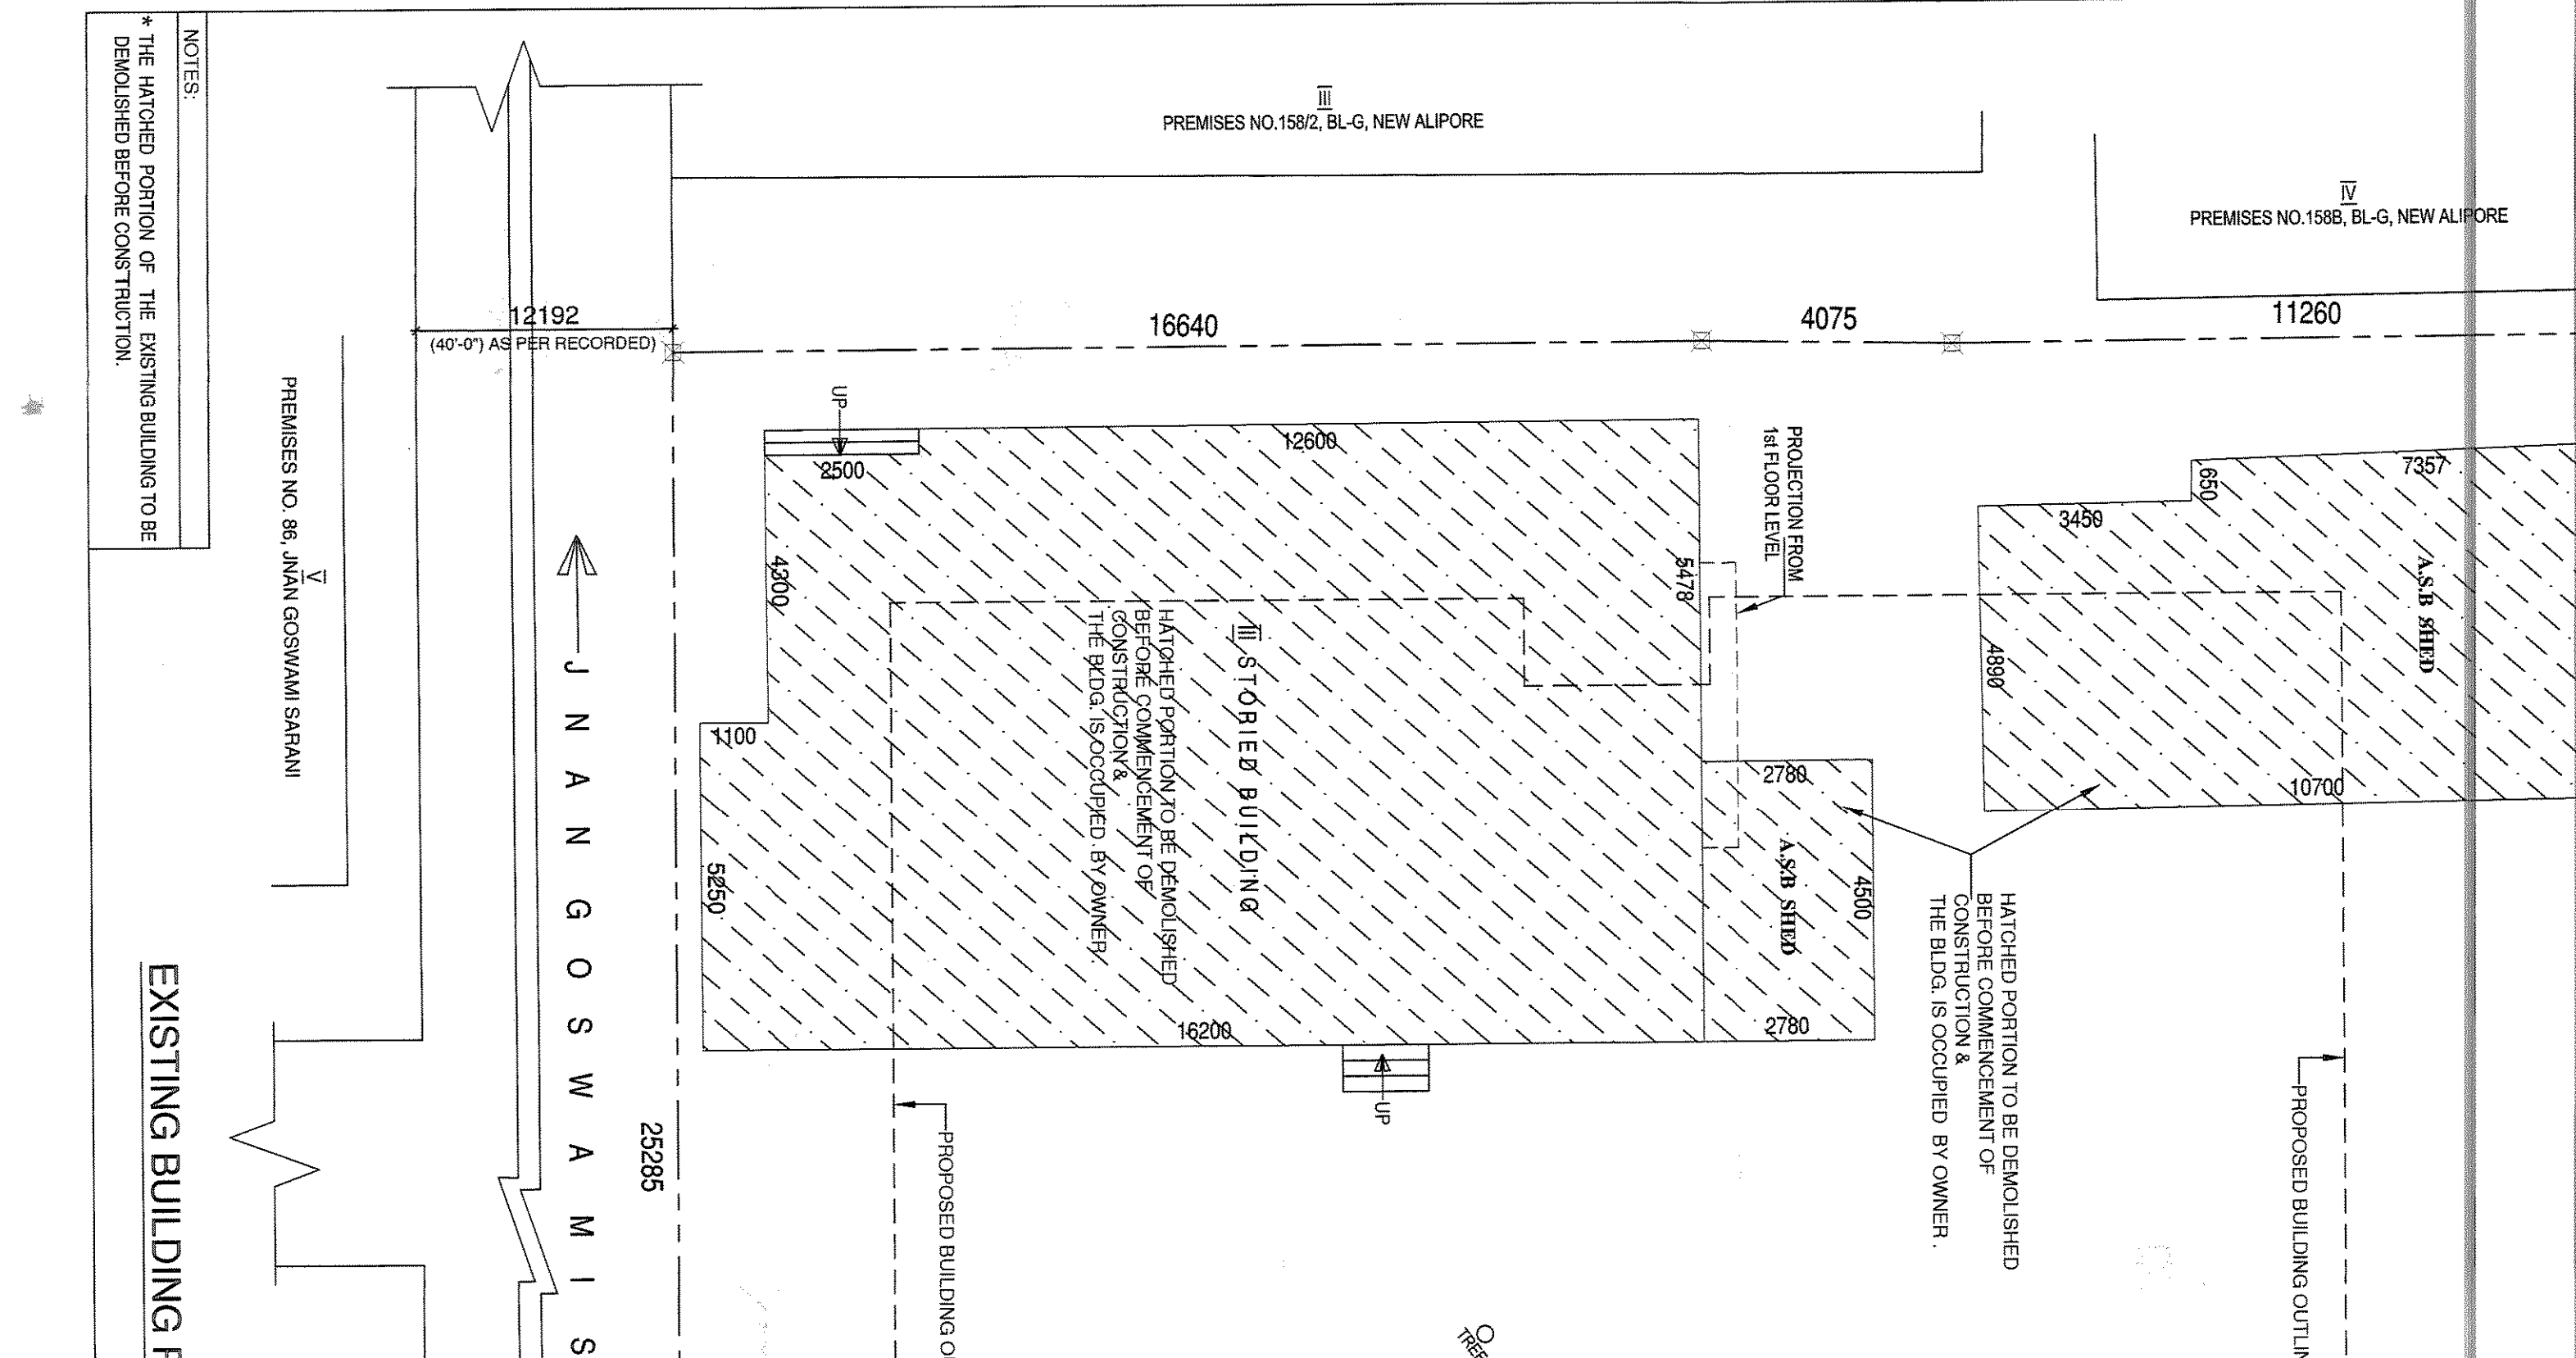 NOTES:
* THE HATCHED PORTION OF THE EXISTING BUILDING TO BE
DEMOLISHED BEFORE CONSTRUCTION.
III
PREMISES NO.158/2, BL-G, NEW ALIPORE
IV
PREMISES NO.158B, BL-G, NEW ALIPORE
12192
(40'-0") AS PER RECORDED)
16640
4075
11260
V
PREMISES NO. 86, JNAN GOSWAMI SARANI
UP
2500
12600
4300
5478
1100
5250
16200
PROJECTION FROM
1st FLOOR LEVEL
III STORIED BUILDING
HATCHED PORTION TO BE DEMOLISHED
BEFORE COMMENCEMENT OF
CONSTRUCTION &
THE BLDG. IS OCCUPIED BY OWNER.
2780
A.S.B SHED
4500
2780
650
7357
3450
A.S.B SHED
4890
10700
HATCHED PORTION TO BE DEMOLISHED
BEFORE COMMENCEMENT OF
CONSTRUCTION &
THE BLDG. IS OCCUPIED BY OWNER .
UP
JNAN GOSWAMI S
25285
PROPOSED BUILDING
PROPOSED BUILDING
TREE
EXISTING BUILDING